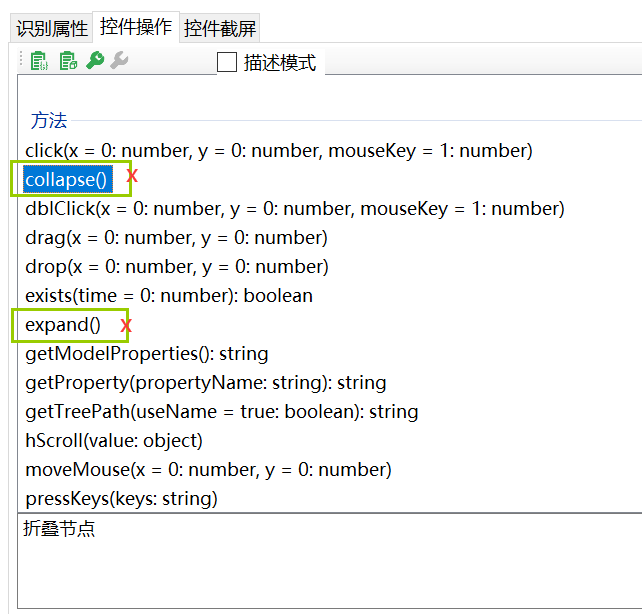 识别属性 控件操作 控件截屏
描述模式
方法
click(x = 0: number, y = 0: number, mouseKey = 1: number)
collapse() X
dblClick(x = 0: number, y = 0: number, mouseKey = 1: number)
drag(x = 0: number, y = 0: number)
drop(x = 0: number, y = 0: number)
exists(time = 0: number): boolean
expand() X
getModelProperties(): string
getProperty(propertyName: string): string
getTreePath(useName = true: boolean): string
hScroll(value: object)
moveMouse(x = 0: number, y = 0: number)
pressKeys(keys: string)
折叠节点